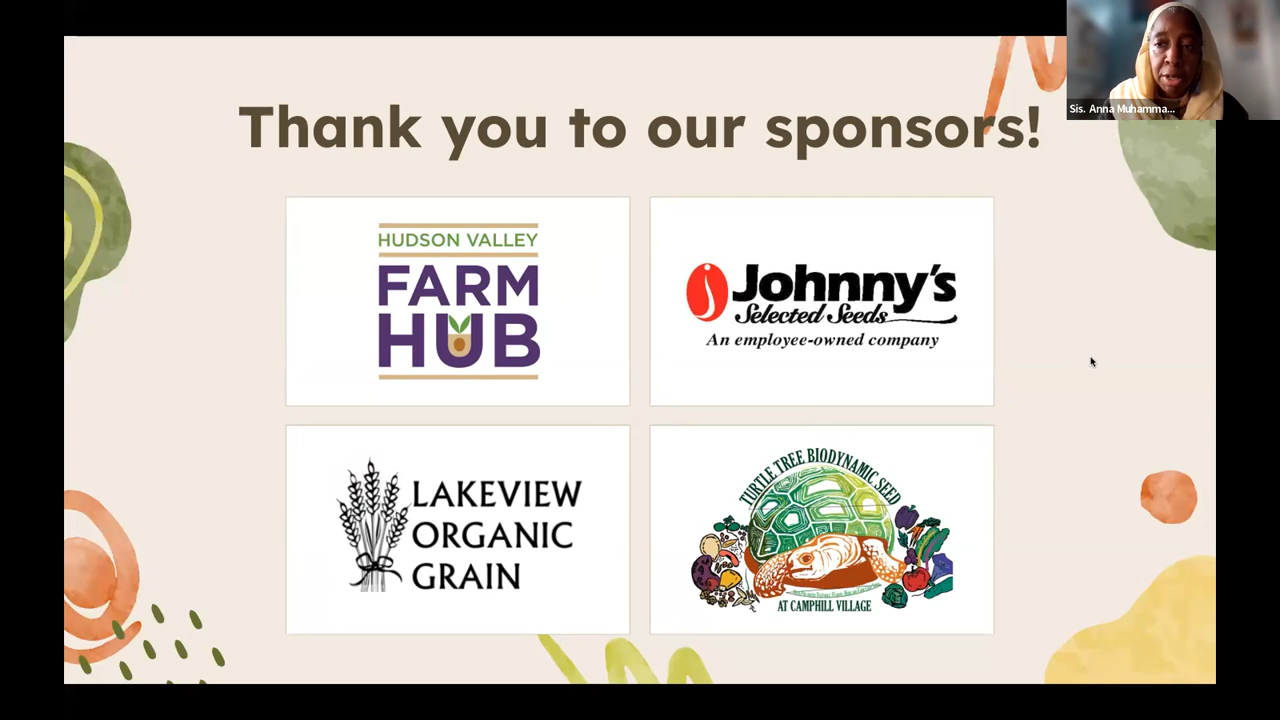 Sis. Anna Muhamma...
Thank you to our sponsors!
HUDSON VALLEY
FARM
HUB
Johnny's
Selected Seeds
An employee-owned company
LAKEVIEW
ORGANIC
GRAIN
TURTLE TREE BIODYNAMIC SEED
AT CAMPHILL VILLAGE